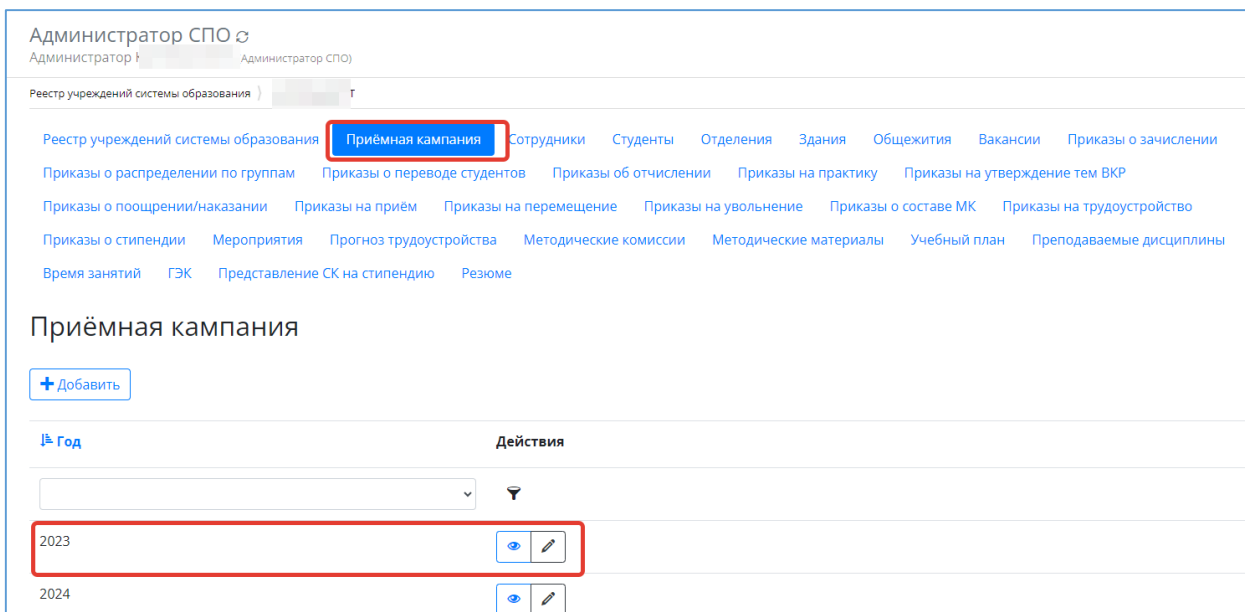 Администратор СПО
Администратор Администратор СПО)
Реестр учреждений системы образования
Реестр учреждений системы образования Приёмная кампания Сотрудники Студенты Отделения Здания Общежития Вакансии Приказы о зачислении
Приказы о распределении по группам Приказы о переводе студентов Приказы об отчислении Приказы на практику Приказы на утверждение тем ВКР
Приказы о поощрении/наказании Приказы на приём Приказы на перемещение Приказы на увольнение Приказы о составе МК Приказы на трудоустройство
Приказы о стипендии Мероприятия Прогноз трудоустройства Методические комиссии Методические материалы Учебный план Преподаваемые дисциплины
Время занятий ГЭК Представление СК на стипендию Резюме
Приёмная кампания
Добавить
Год Действия
2023
2024